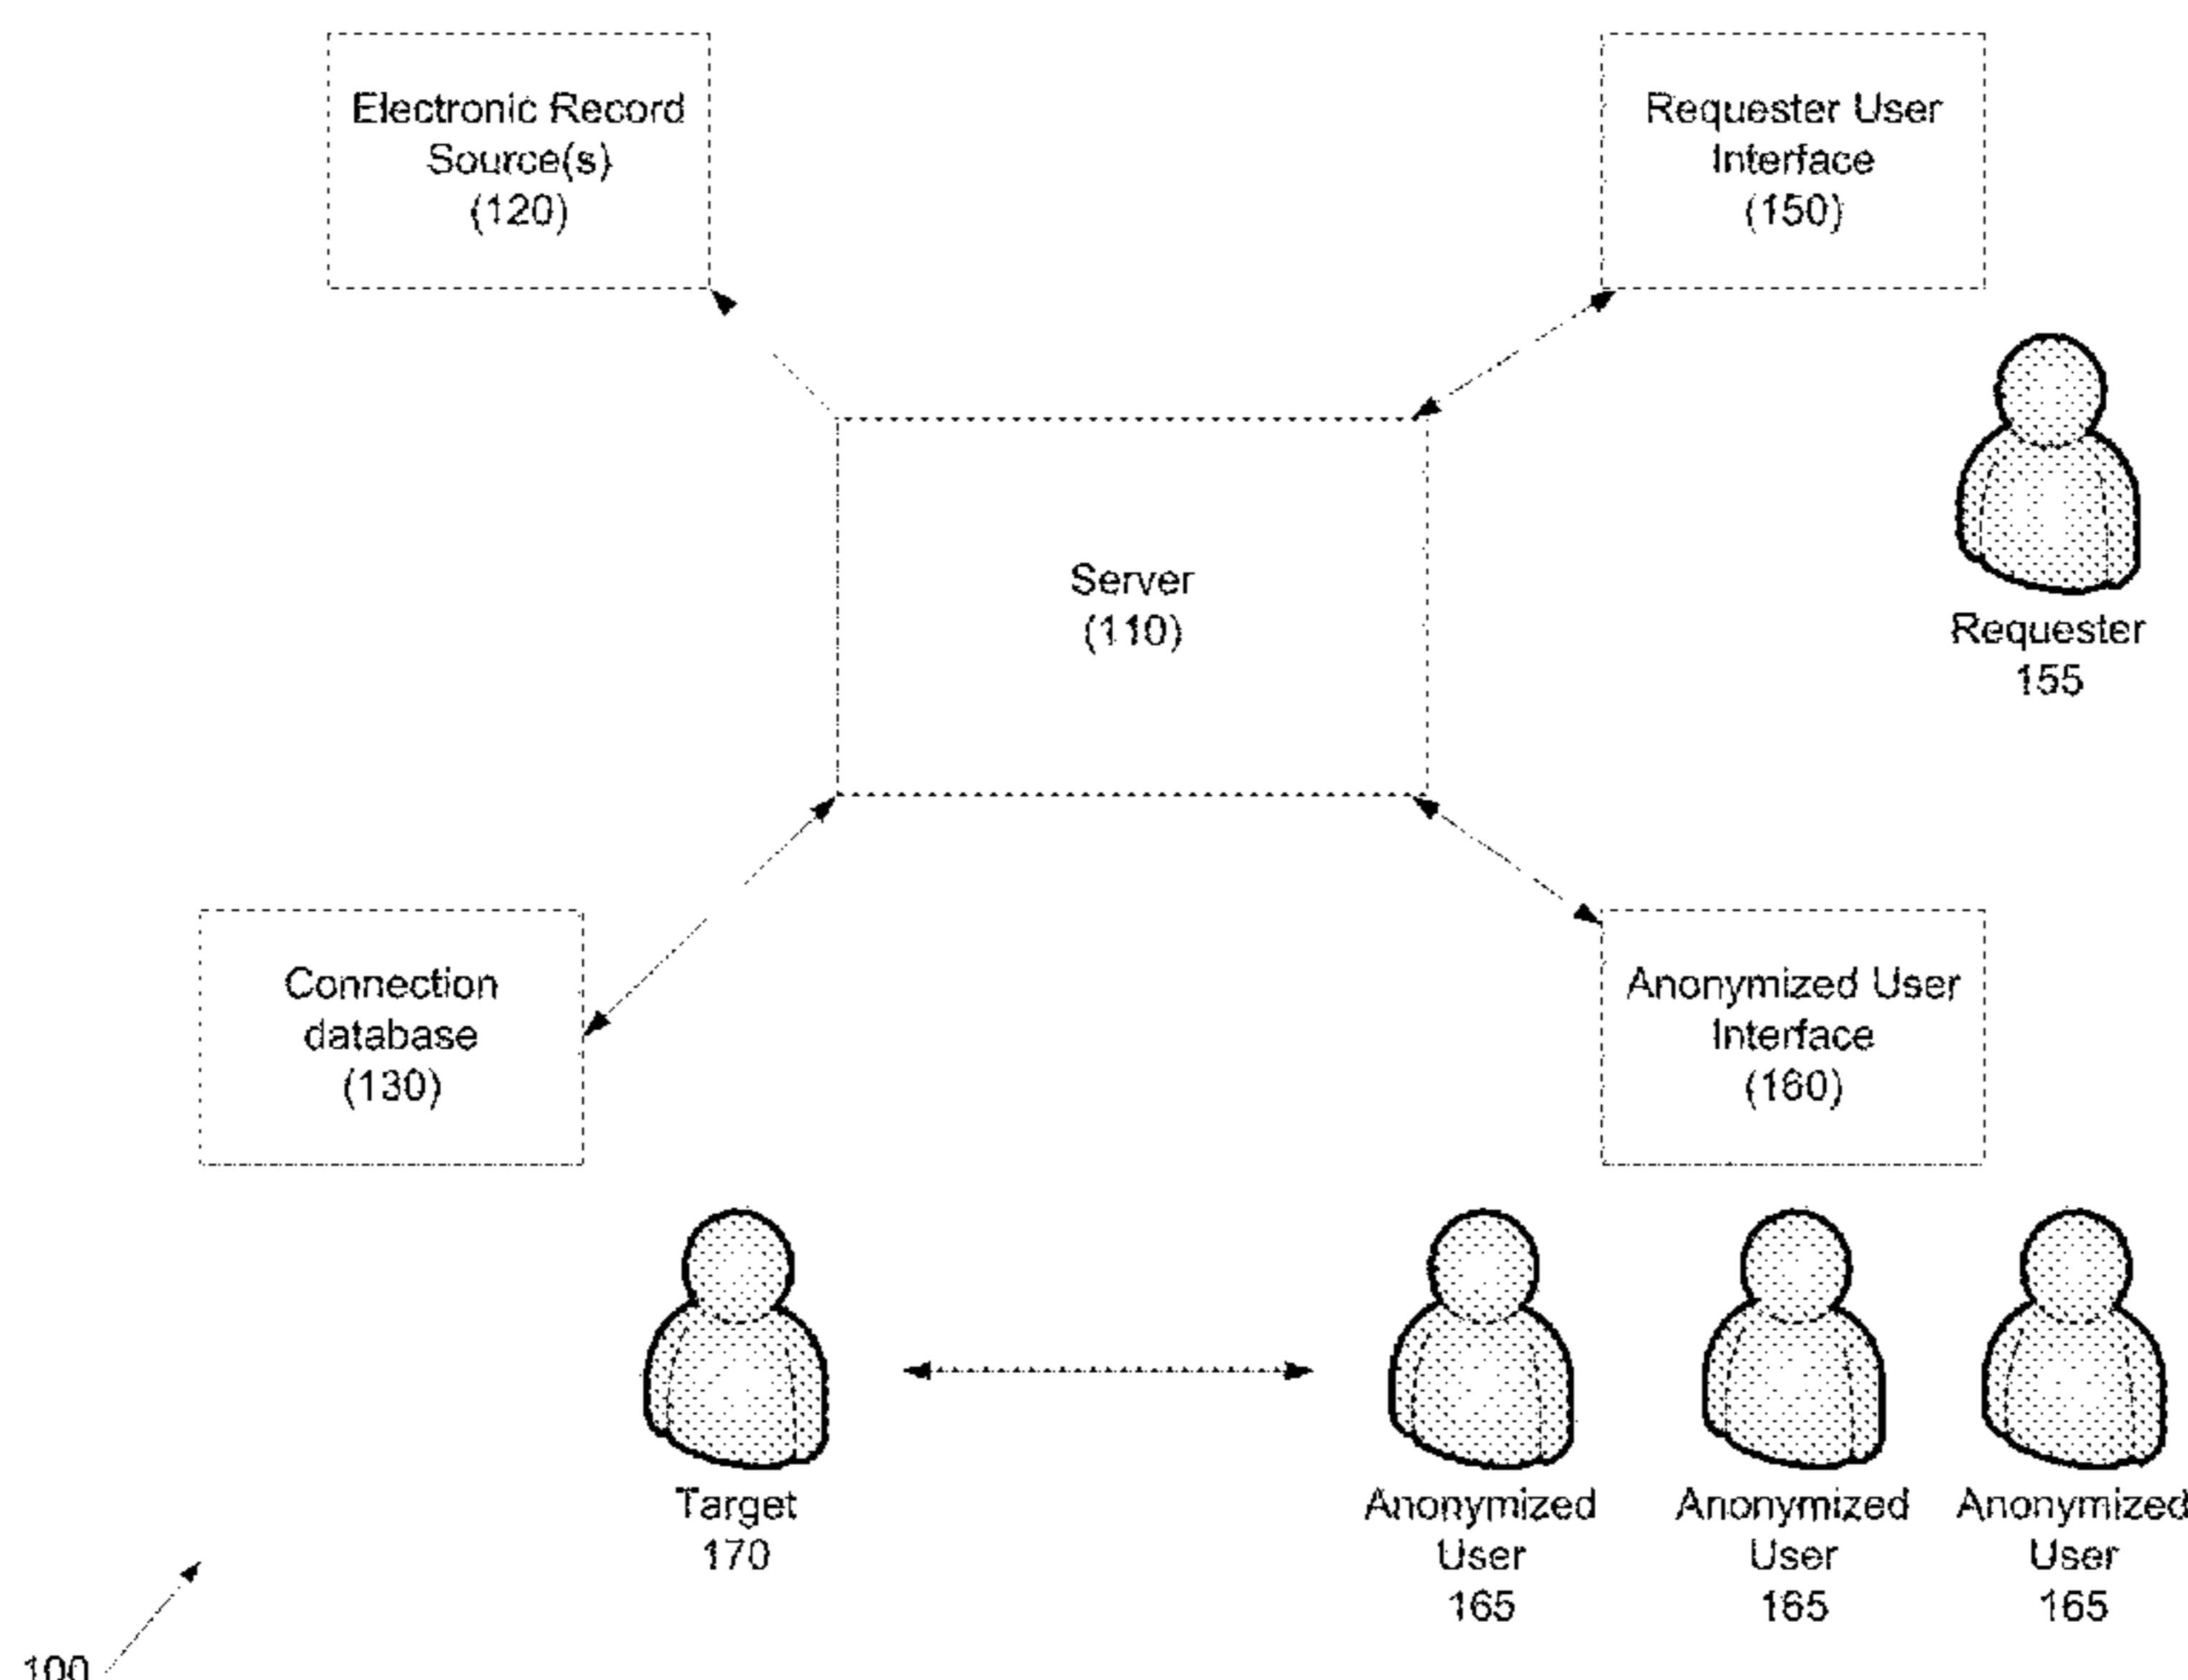 Electronic Record
Source(s)
(120)
Requester User
Interface
(150)
Server
(110)
Requester
155
Connection
database
(130)
Anonymized User
Interface
(160)
Target
170
Anonymized
User
165
Anonymized
User
165
Anonymized
User
165
100